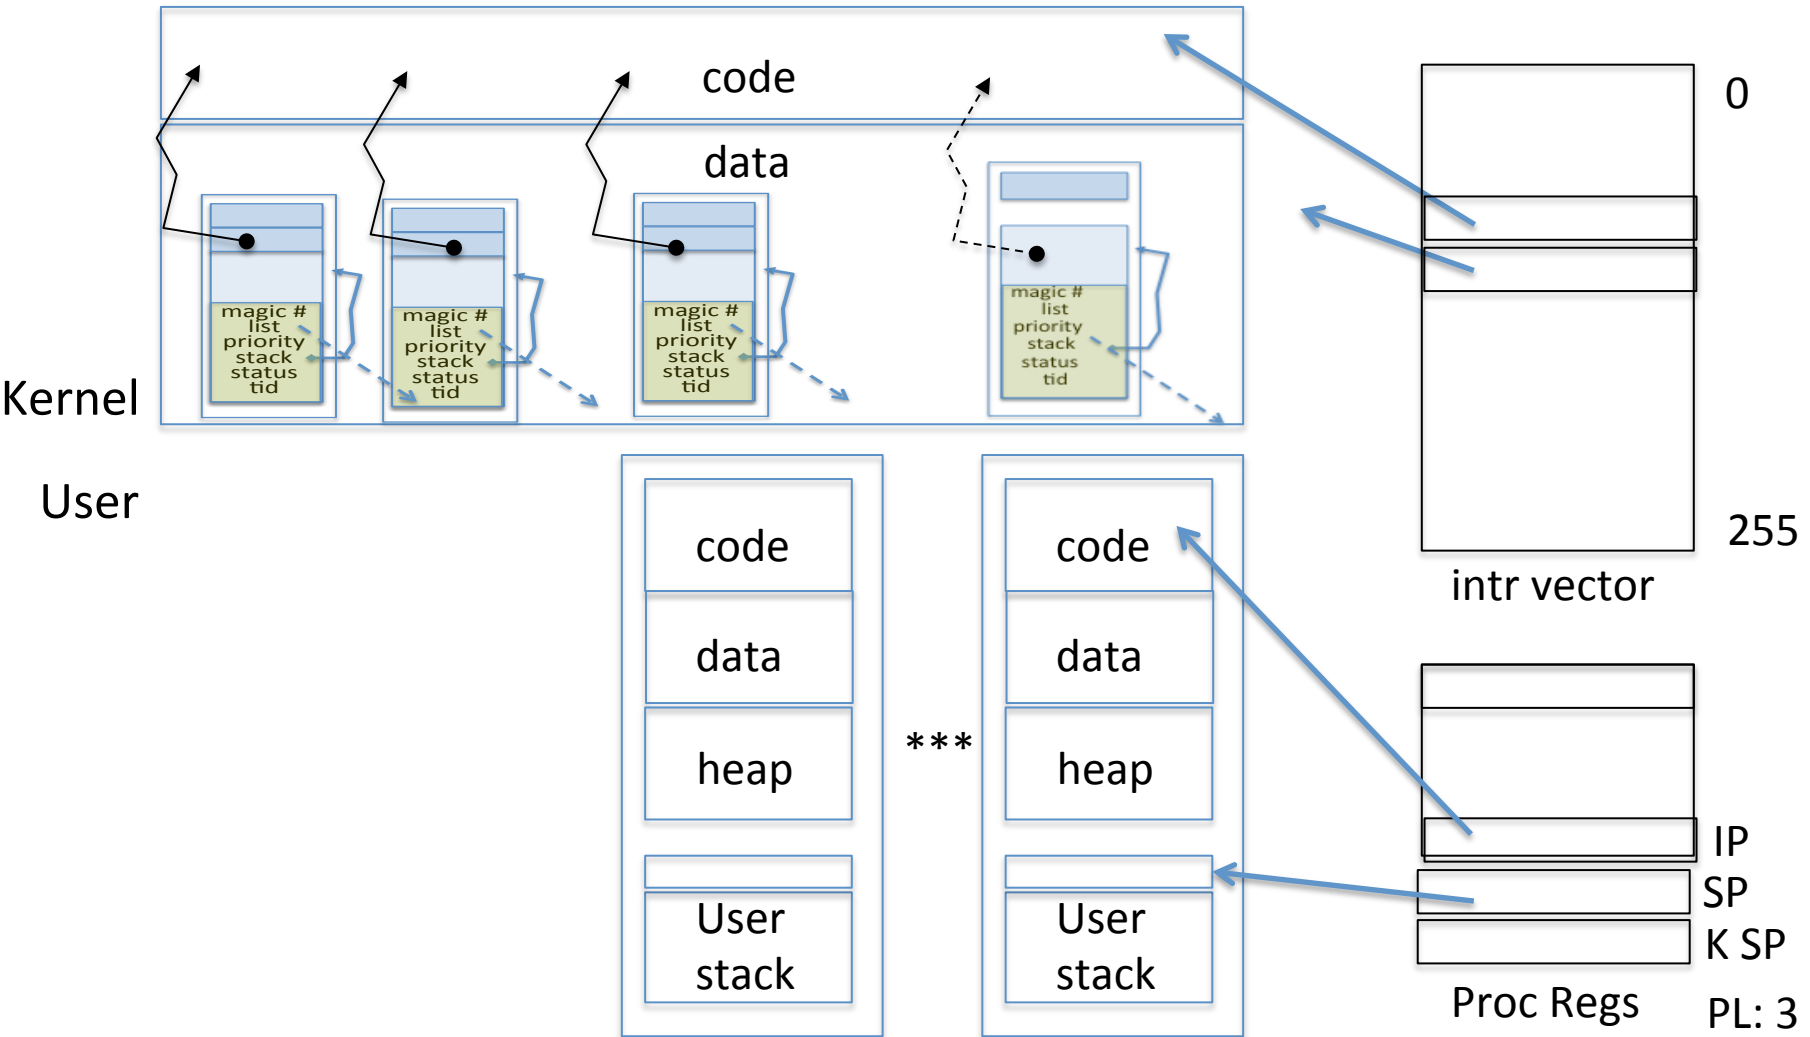 code
0
data
magic #
list
priority
stack
status
tid
magic #
list
priority
stack
status
tid
magic #
list
priority
stack
status
tid
magic #
list
priority
stack
status
tid
Kernel
User
255
intr vector
code
data
heap
User
stack
***
code
data
heap
User
stack
IP
SP
K SP
Proc Regs
PL: 3